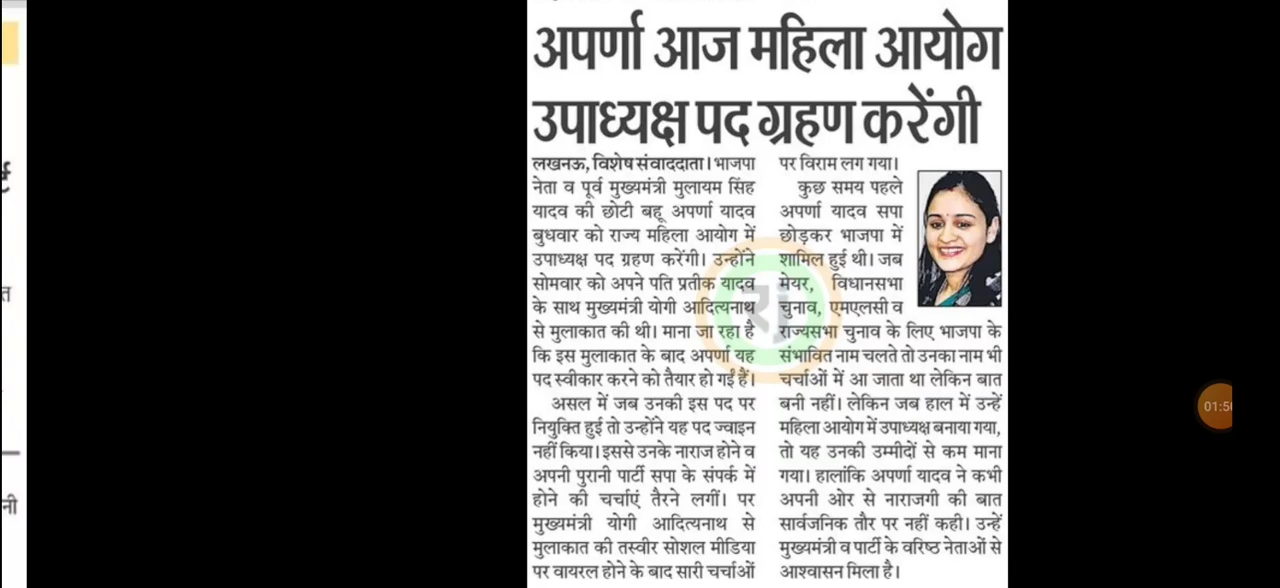 अपर्णा आज महिला आयोग
उपाध्यक्ष पद ग्रहण करेंगी
लखनऊ, विशेष संवाददाता। भाजपा
नेता व पूर्व मुख्यमंत्री मुलायम सिंह
यादव की छोटी बहू अपर्णा यादव
बुधवार को राज्य महिला आयोग में
उपाध्यक्ष पद ग्रहण करेंगी। उन्होंने
सोमवार को अपने पति प्रतीक यादव
के साथ मुख्यमंत्री योगी आदित्यनाथ
से मुलाकात की थी। माना जा रहा है
कि इस मुलाकात के बाद अपर्णा यह
पद स्वीकार करने को तैयार हो गईं हैं।
असल में जब उनकी इस पद पर
नियुक्ति हुई तो उन्होंने यह पद ज्वाइन
नहीं किया। इससे उनके नाराज होने व
अपनी पुरानी पार्टी सपा के संपर्क में
होने की चर्चाएं तैरने लगीं। पर
मुख्यमंत्री योगी आदित्यनाथ से
मुलाकात की तस्वीर सोशल मीडिया
पर वायरल होने के बाद सारी चर्चाओं
पर विराम लग गया।
कुछ समय पहले
अपर्णा यादव सपा
छोड़कर भाजपा में
शामिल हुई थी। जब
मेयर, विधानसभा
चुनाव, एमएलसी व
राज्यसभा चुनाव के लिए भाजपा के
संभावित नाम चलते तो उनका नाम भी
चर्चाओं में आ जाता था लेकिन बात
बनी नहीं। लेकिन जब हाल में उन्हें
महिला आयोग में उपाध्यक्ष बनाया गया,
तो यह उनकी उम्मीदों से कम माना
गया। हालांकि अपर्णा यादव ने कभी
अपनी ओर से नाराजगी की बात
सार्वजनिक तौर पर नहीं कही। उन्हें
मुख्यमंत्री व पार्टी के वरिष्ठ नेताओं से
आश्वासन मिला है।
त
नी